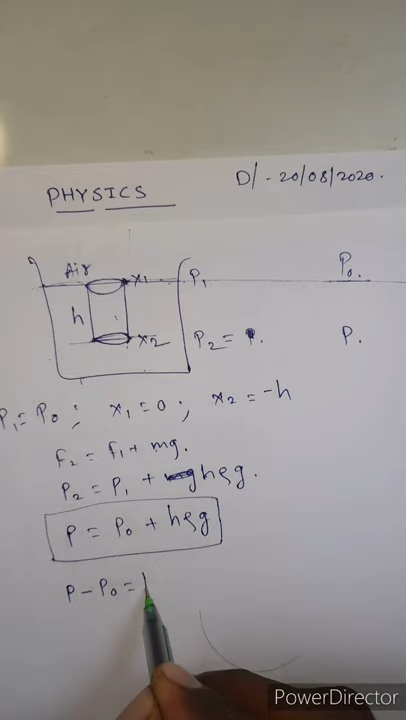 PHYSICS D/- 20/08/2020.
Air x₁ P₁ P₀.
h x₂ P₂ = P. P.
P₁ = P₀ ; x₁ = 0 ; x₂ = -h
F₂ = F₁ + mg.
P₂ = P₁ + hρg.
P = P₀ + hρg
P - P₀ =
PowerDirector